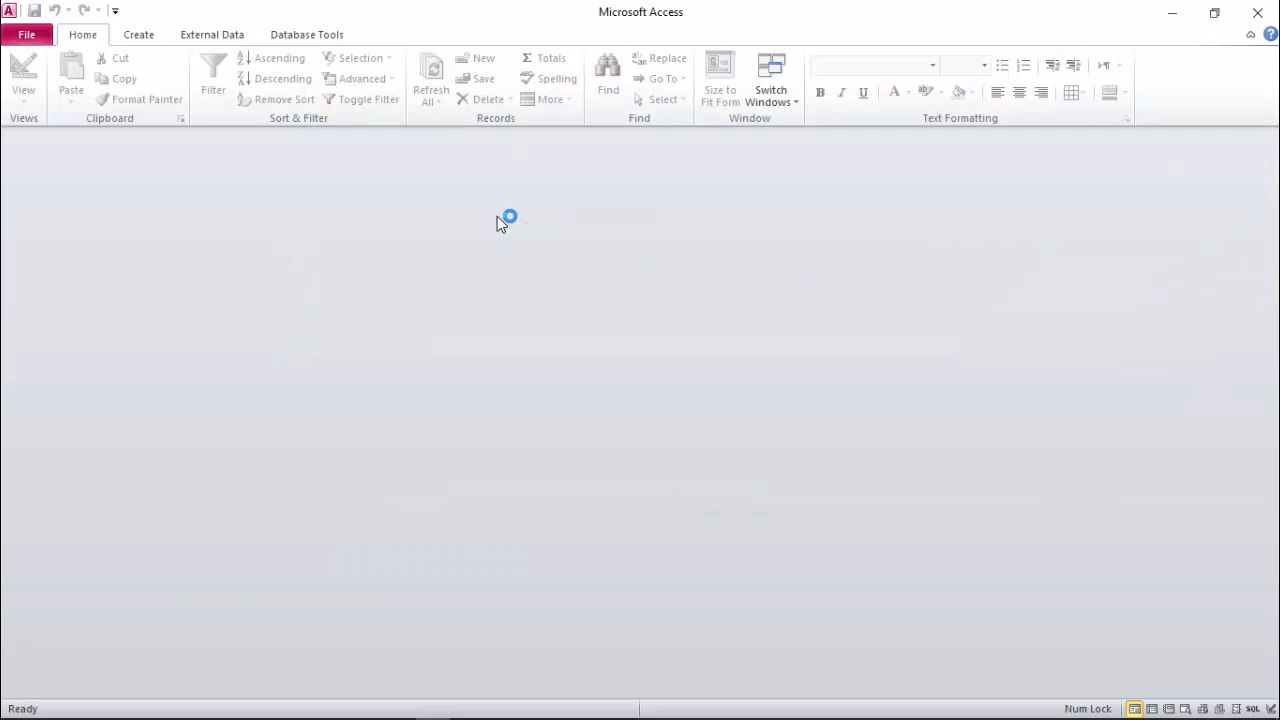 Microsoft Access
File Home Create External Data Database Tools
View
Views
Paste
Cut
Copy
Format Painter
Clipboard
Filter
Ascending
Descending
Remove Sort
Selection
Advanced
Toggle Filter
Sort & Filter
Refresh
All
New
Save
Delete
Totals
Spelling
More
Records
Find
Replace
Go To
Select
Find
Size to
Fit Form
Switch
Windows
Window
B I U A
Text Formatting
Ready
Num Lock
SQL